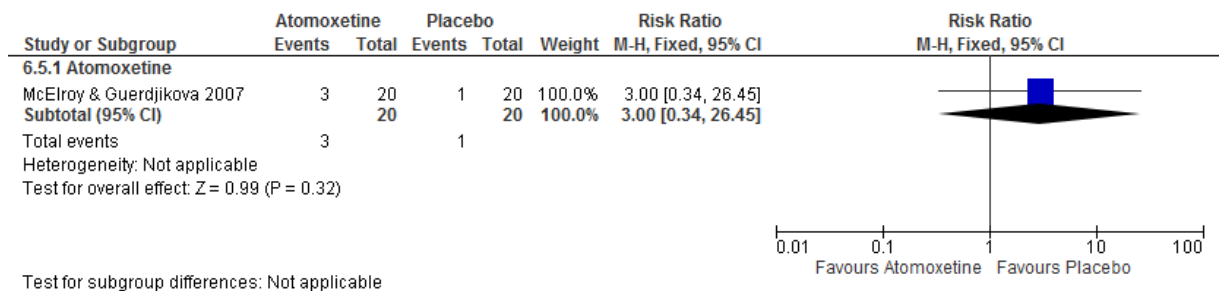 Atomoxetine Placebo Risk Ratio Risk Ratio
Study or Subgroup Events Total Events Total Weight M-H, Fixed, 95% CI M-H, Fixed, 95% CI
6.5.1 Atomoxetine
McElroy & Guerdjikova 2007 3 20 1 20 100.0% 3.00 [0.34, 26.45]
Subtotal (95% CI) 20 20 100.0% 3.00 [0.34, 26.45]
Total events 3 1
Heterogeneity: Not applicable
Test for overall effect: Z = 0.99 (P = 0.32)
0.01 0.1 1 10 100
Favours Atomoxetine Favours Placebo
Test for subgroup differences: Not applicable